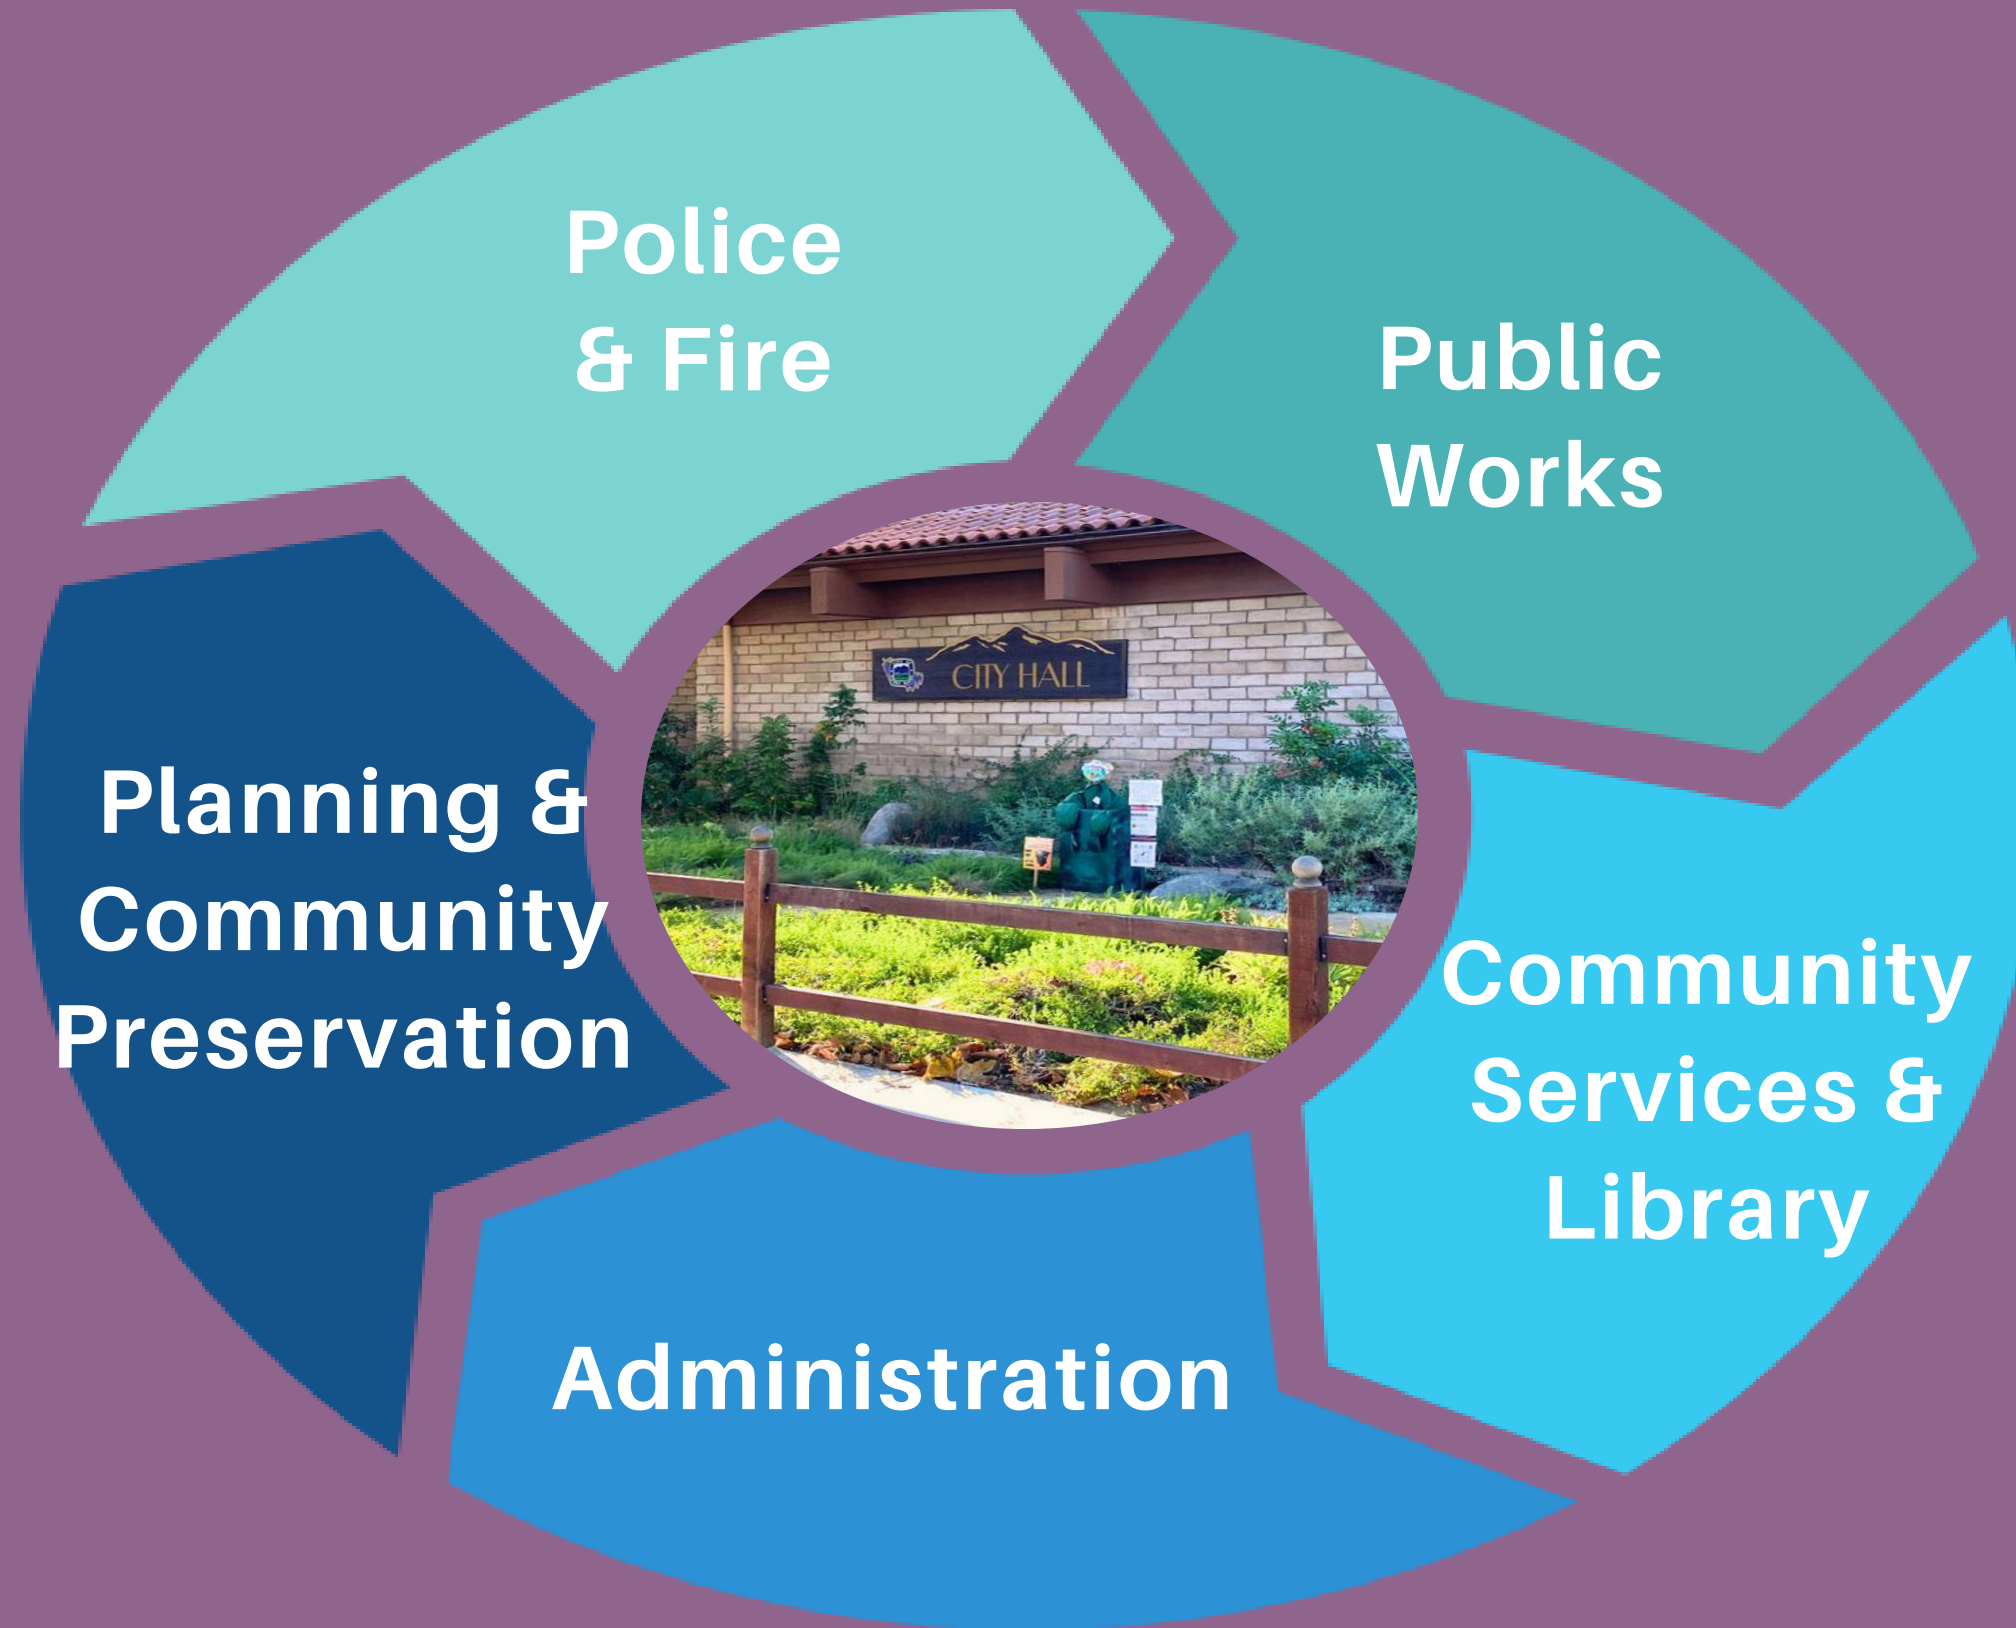 Police
& Fire
Public
Works
Community
Services &
Library
Administration
Planning &
Community
Preservation
CITY HALL